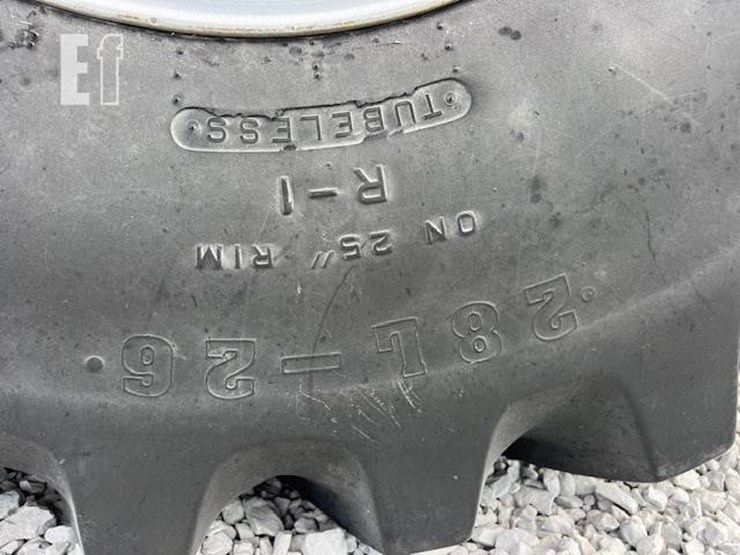 Ef
TUBELESS
R-1
ON 25" RIM
28L-26